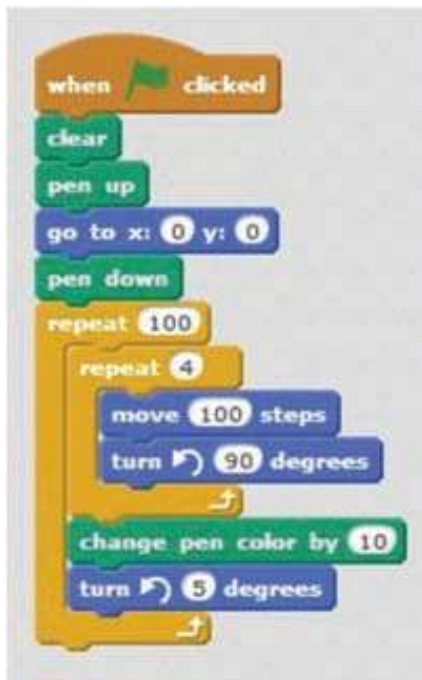 when clicked
clear
pen up
go to x: 0 y: 0
pen down
repeat 100
repeat 4
move 100 steps
turn 90 degrees
change pen color by 10
turn 5 degrees